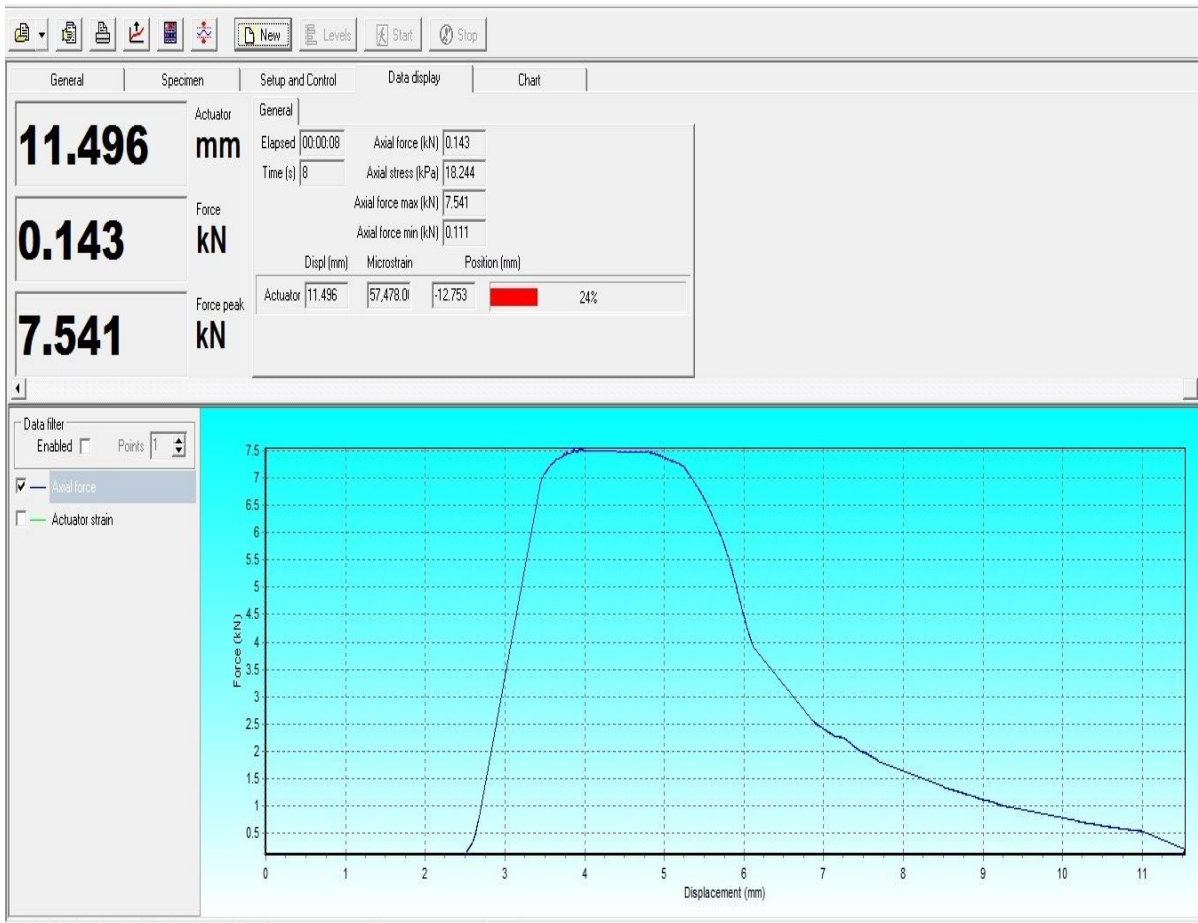 New Levels Start Stop
General Specimen Setup and Control Data display Chart
11.496 Actuator mm
0.143 Force kN
7.541 Force peak kN
General
Elapsed 00:00:08 Axial force (kN) 0.143
Time (s) 8 Axial stress (kPa) 18.244
Axial force max (kN) 7.541
Axial force min (kN) 0.111
Displ (mm) Microstrain Position (mm)
Actuator 11.496 57,478.0 -12.753 24%
Data filter
Enabled Points 1
Axial force
Actuator strain
7.5
7
6.5
6
5.5
5
4.5
4
3.5
3
2.5
2
1.5
1
0.5
Force (kN)
0 1 2 3 4 5 6 7 8 9 10 11
Displacement (mm)